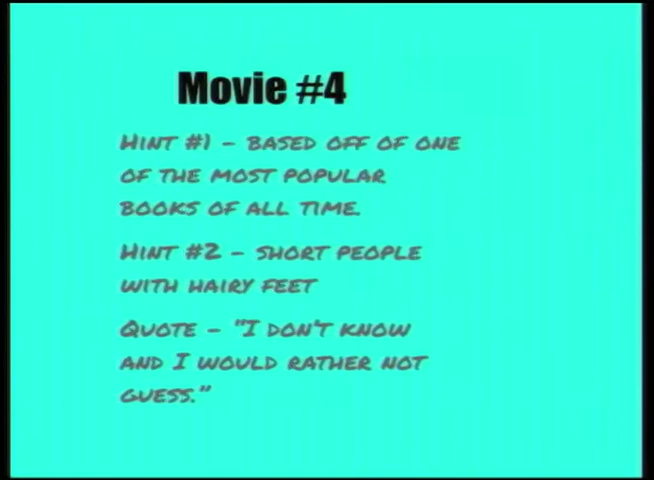 Movie #4
Hint #1 - based off of one
of the most popular
books of all time.
Hint #2 - short people
with hairy feet
Quote - "I don't know
and I would rather not
guess."